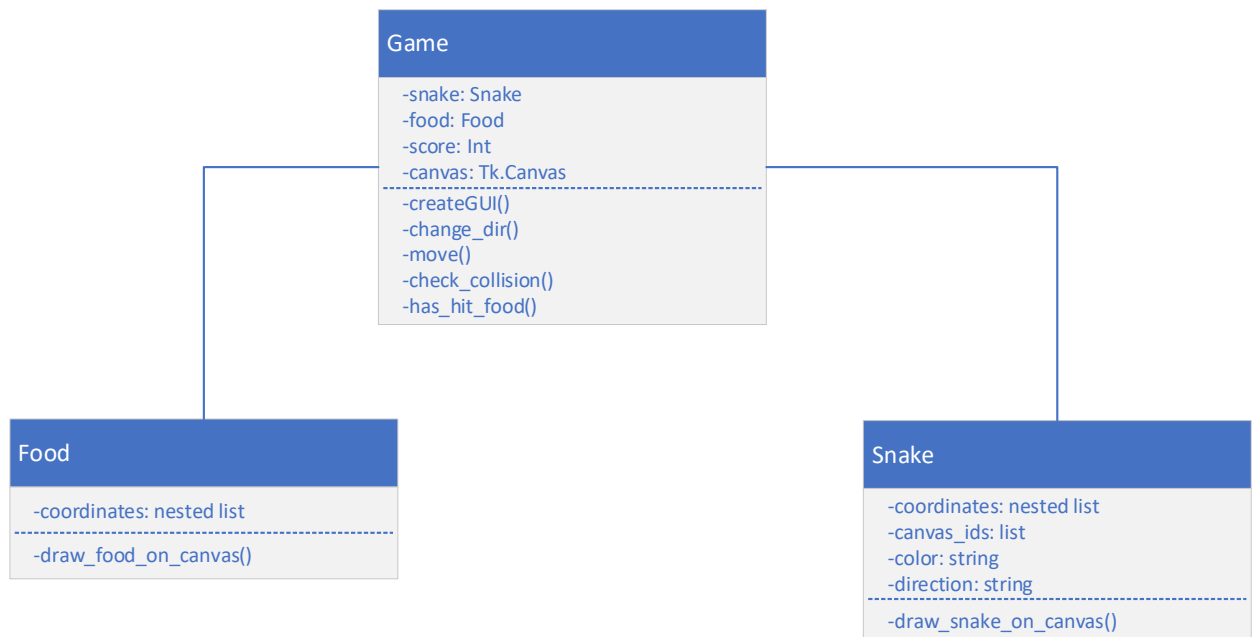 Game
-snake: Snake
-food: Food
-score: Int
-canvas: Tk.Canvas
-createGUI()
-change_dir()
-move()
-check_collision()
-has_hit_food()
Food
-coordinates: nested list
-draw_food_on_canvas()
Snake
-coordinates: nested list
-canvas_ids: list
-color: string
-direction: string
-draw_snake_on_canvas()